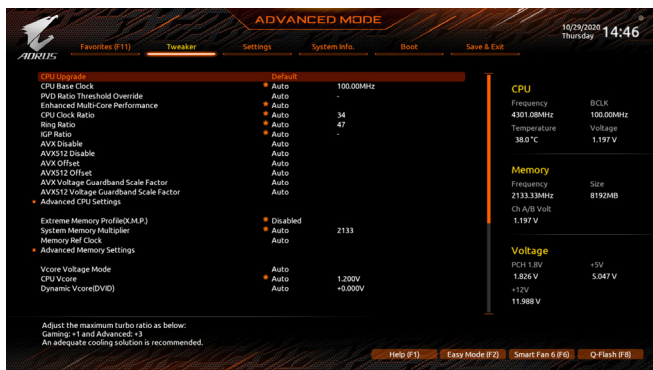 ADVANCED MODE
10/29/2020 14:46
Thursday
AORUS
Favorites (F11) Tweaker Settings System Info. Boot Save & Exit
CPU Upgrade Default
CPU Base Clock Auto 100.00MHz
PVD Ratio Threshold Override Auto -
Enhanced Multi-Core Performance Auto
CPU Clock Ratio Auto 34
Ring Ratio Auto 47
IGP Ratio Auto -
AVX Disable Auto
AVX512 Disable Auto
AVX Offset Auto
AVX512 Offset Auto
AVX Voltage Guardband Scale Factor Auto
AVX512 Voltage Guardband Scale Factor Auto
Advanced CPU Settings
Extreme Memory Profile(X.M.P.) Disabled
System Memory Multiplier Auto 2133
Memory Ref Clock Auto
Advanced Memory Settings
Vcore Voltage Mode Auto
CPU Vcore Auto 1.200V
Dynamic Vcore(DVID) Auto +0.000V
CPU
Frequency BCLK
4301.08MHz 100.00MHz
Temperature Voltage
38.0 °C 1.197 V
Memory
Frequency Size
2133.33MHz 8192MB
Ch A/B Volt
1.197 V
Voltage
PCH 1.8V +5V
1.826 V 5.047 V
+12V
11.988 V
Adjust the maximum turbo ratio as below:
Gaming: +1 and Advanced: +3
An adequate cooling solution is recommended.
Help (F1) Easy Mode (F2) Smart Fan 6 (F6) Q-Flash (F8)